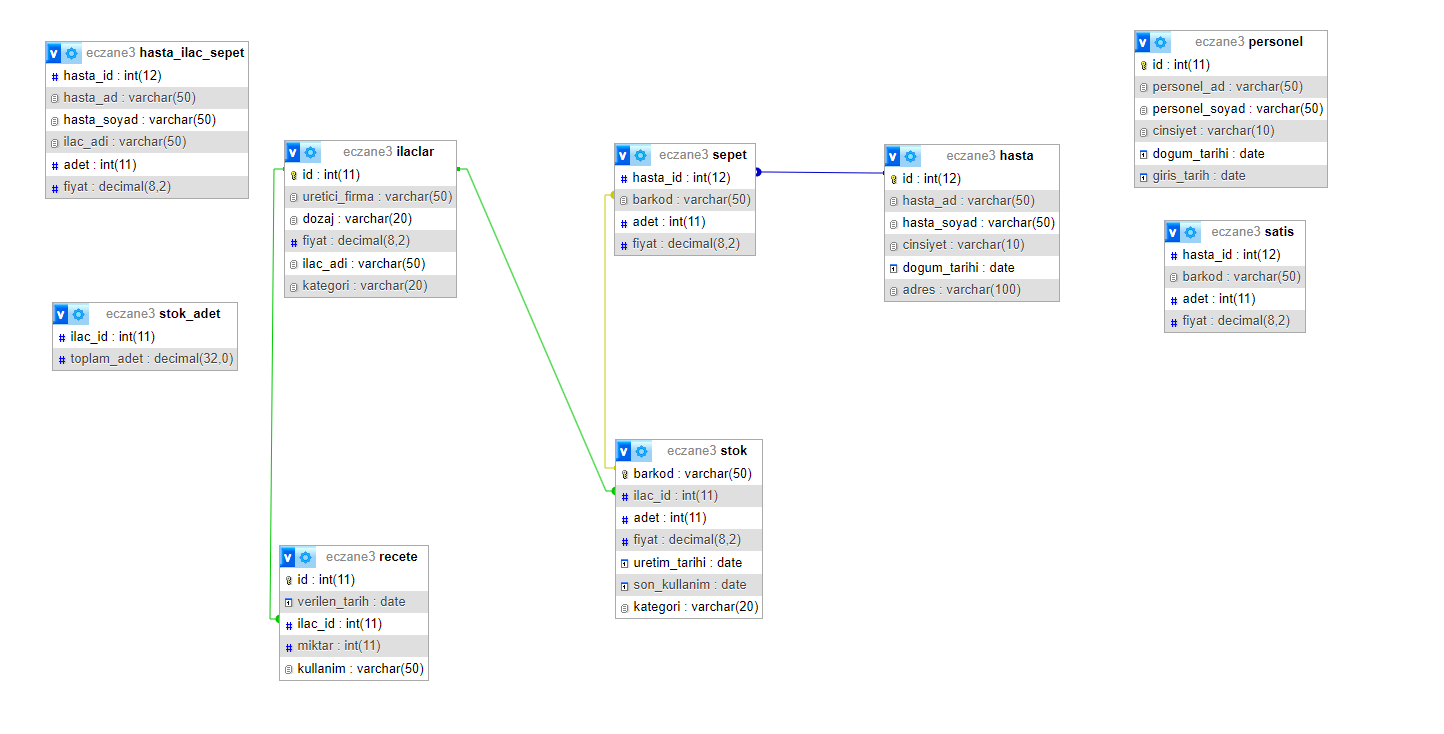 eczane3 hasta_ilac_sepet
hasta_id : int(12)
hasta_ad : varchar(50)
hasta_soyad : varchar(50)
ilac_adi : varchar(50)
adet : int(11)
fiyat : decimal(8,2)
eczane3 stok_adet
ilac_id : int(11)
toplam_adet : decimal(32,0)
eczane3 ilaclar
id : int(11)
uretici_firma : varchar(50)
dozaj : varchar(20)
fiyat : decimal(8,2)
ilac_adi : varchar(50)
kategori : varchar(20)
eczane3 recete
id : int(11)
verilen_tarih : date
ilac_id : int(11)
miktar : int(11)
kullanim : varchar(50)
eczane3 sepet
hasta_id : int(12)
barkod : varchar(50)
adet : int(11)
fiyat : decimal(8,2)
eczane3 stok
barkod : varchar(50)
ilac_id : int(11)
adet : int(11)
fiyat : decimal(8,2)
uretim_tarihi : date
son_kullanim : date
kategori : varchar(20)
eczane3 hasta
id : int(12)
hasta_ad : varchar(50)
hasta_soyad : varchar(50)
cinsiyet : varchar(10)
dogum_tarihi : date
adres : varchar(100)
eczane3 personel
id : int(11)
personel_ad : varchar(50)
personel_soyad : varchar(50)
cinsiyet : varchar(10)
dogum_tarihi : date
giris_tarih : date
eczane3 satis
hasta_id : int(12)
barkod : varchar(50)
adet : int(11)
fiyat : decimal(8,2)